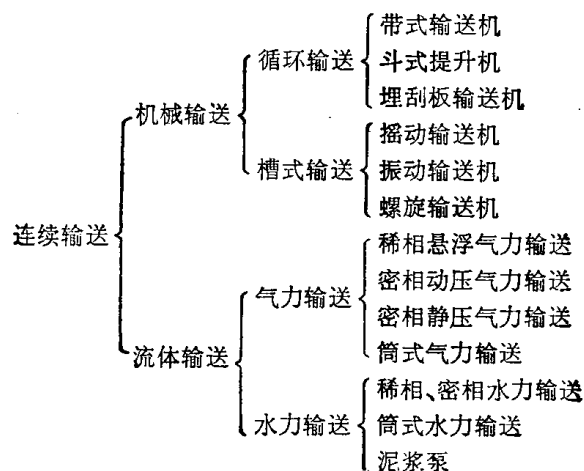 带式输送机
循环输送
斗式提升机
埋刮板输送机
机械输送
摇动输送机
槽式输送
振动输送机
螺旋输送机
连续输送
稀相悬浮气力输送
气力输送
密相动压气力输送
密相静压气力输送
筒式气力输送
流体输送
稀相、密相水力输送
水力输送
筒式水力输送
泥浆泵